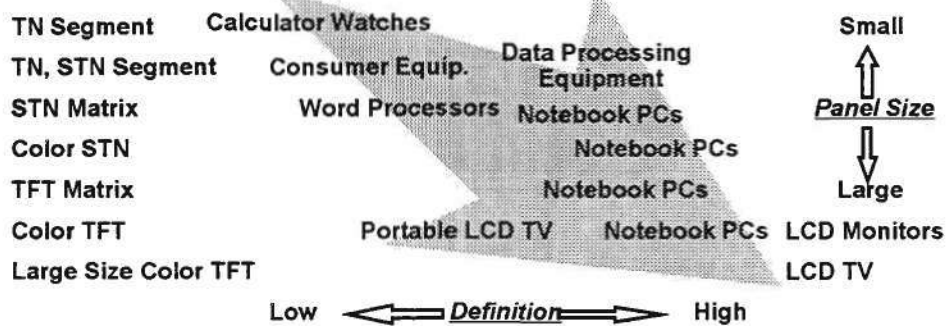 TN Segment Calculator Watches Small
TN, STN Segment Consumer Equip. Data Processing
Equipment
STN Matrix Word Processors Notebook PCs Panel Size
Color STN Notebook PCs
TFT Matrix Notebook PCs Large
Color TFT Portable LCD TV Notebook PCs LCD Monitors
Large Size Color TFT LCD TV
Low Definition High